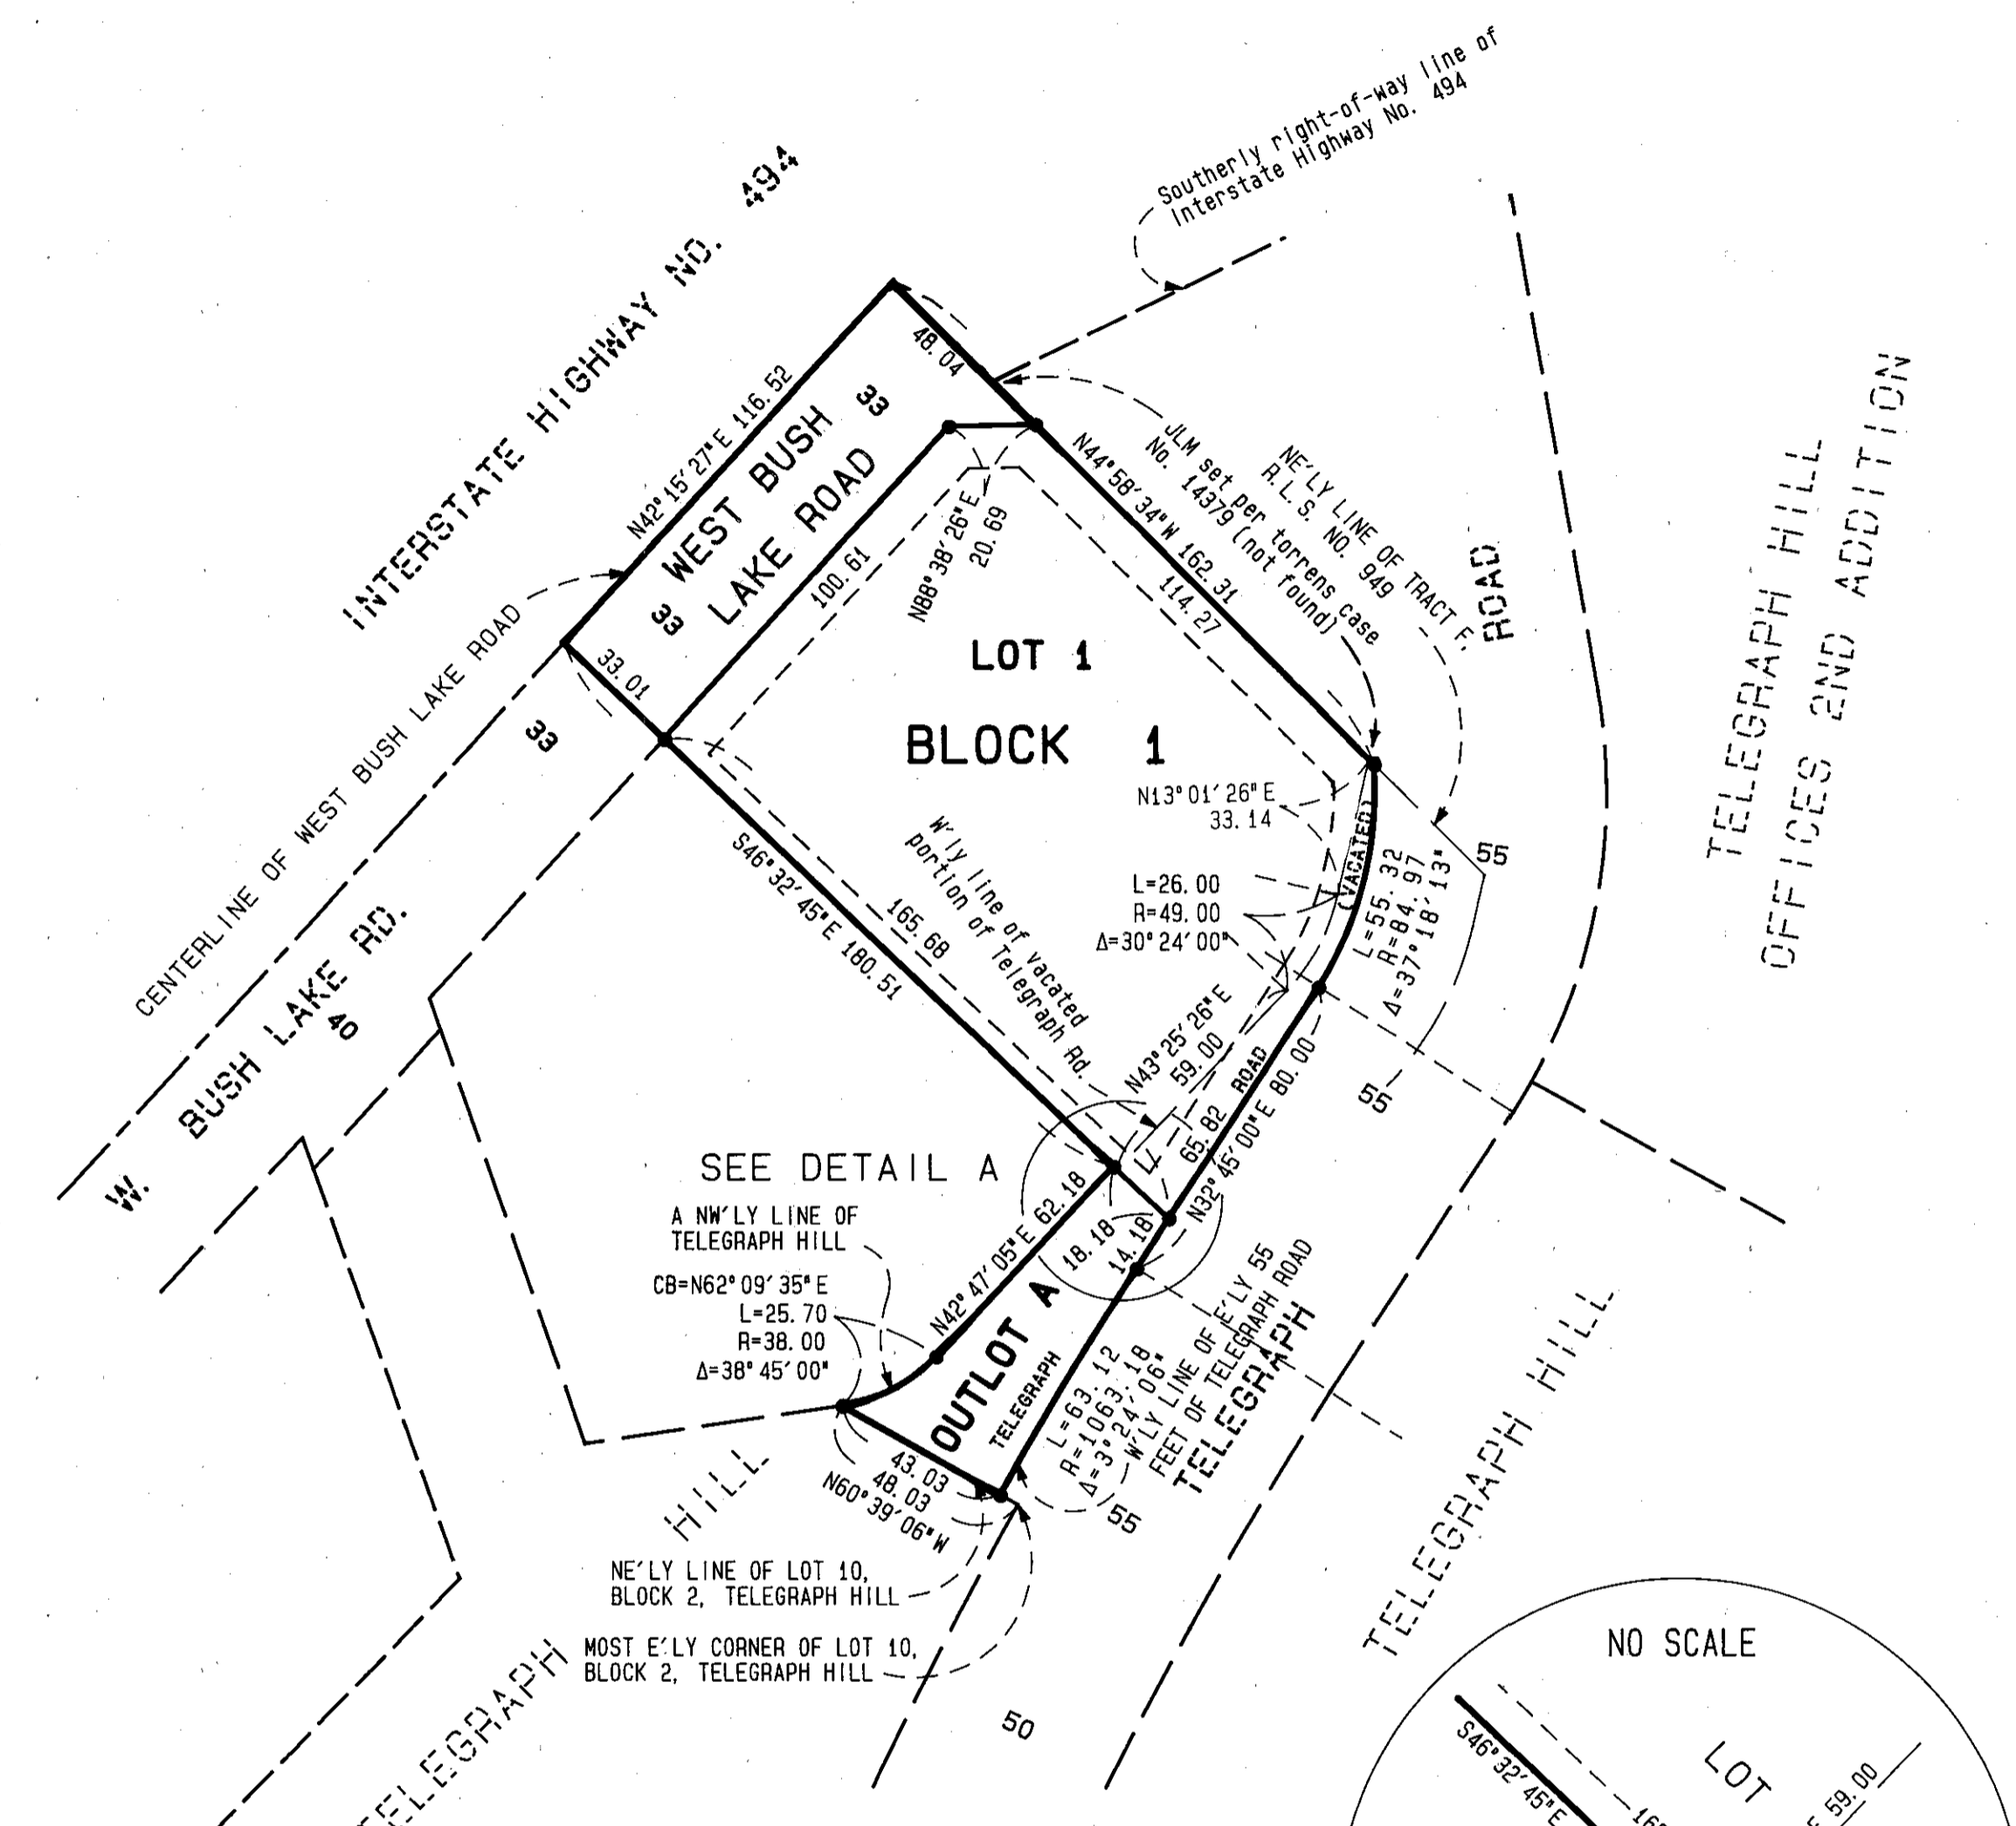 Southerly right-of-way line of
Interstate Highway No. 494
INTERSTATE HIGHWAY NO. 494
48.04
N42°15'27"E 116.52
33
WEST BUSH
LAKE ROAD
33
JLM set per torrens case
No. 14379 (not found)
NE'LY LINE OF TRACT F,
R.L.S. NO. 949
N44°58'34"W 162.31
114.27
N88°38'26"E
20.69
100.61
ROAD
TELEGRAPH HILL
OFFICES 2ND ADDITION
CENTERLINE OF WEST BUSH LAKE ROAD
33.01
33
LOT 1
BLOCK 1
N13°01'26"E
33.14
(VACATED)
55
L=55.32
R=84.97
Δ=37°18'13"
L=26.00
R=49.00
Δ=30°24'00"
W'ly line of vacated
portion of Telegraph Rd.
165.68
S46°32'45"E 180.51
W. BUSH LAKE RD.
40
N43°25'26"E
59.00
ROAD
65.82
N32°45'00"E 80.00
55
SEE DETAIL A
A NW'LY LINE OF
TELEGRAPH HILL
CB=N62°09'35"E
L=25.70
R=38.00
Δ=38°45'00"
N42°47'05"E 62.18
18.18
14.18
OUTLOT A
TELEGRAPH
L=63.12
R=1063.18
Δ=3°24'06"
W'LY LINE OF E'LY 55
FEET OF TELEGRAPH ROAD
TELEGRAPH
55
43.03
48.03
N60°39'06"W
HILL
NE'LY LINE OF LOT 10,
BLOCK 2, TELEGRAPH HILL
MOST E'LY CORNER OF LOT 10,
BLOCK 2, TELEGRAPH HILL
TELEGRAPH
50
TELEGRAPH HILL
NO SCALE
S46°32'45"E
LOT
E 59.00